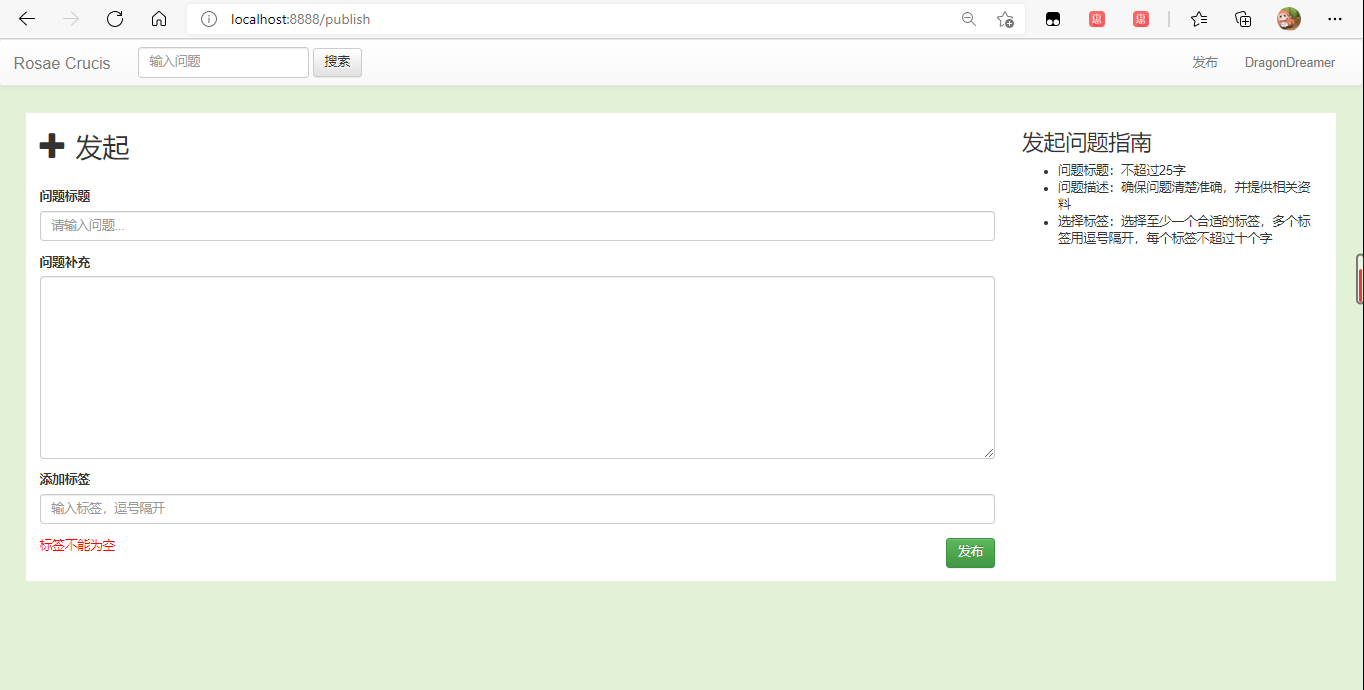 localhost:8888/publish
Rosae Crucis
输入问题
搜索
发布
DragonDreamer
发起
问题标题
请输入问题...
问题补充
添加标签
输入标签，逗号隔开
标签不能为空
发布
发起问题指南
问题标题：不超过25字
问题描述：确保问题清楚准确，并提供相关资
料
选择标签：选择至少一个合适的标签，多个标
签用逗号隔开，每个标签不超过十个字